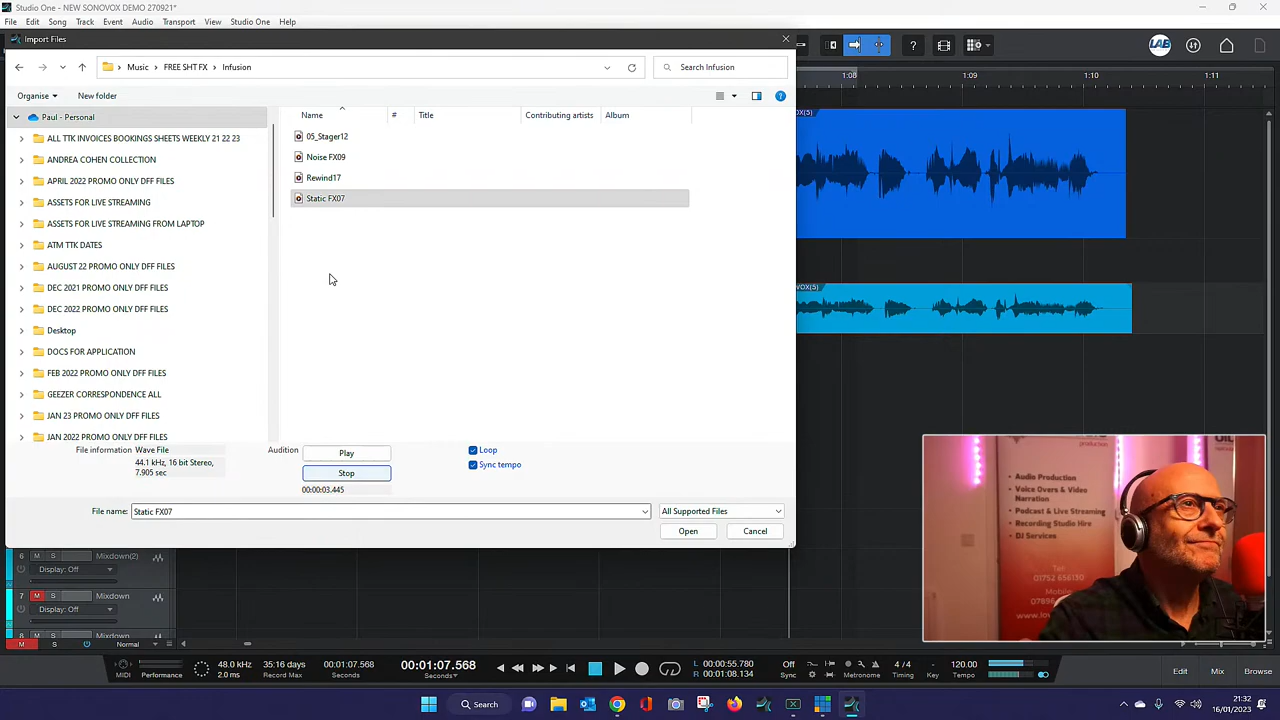 Studio One - NEW SONOVOX DEMO 270921*
File Edit Song Track Event Audio Transport View Studio One Help
Import Files
Music > FREE SHT FX > Infusion
Search Infusion
Organise
New folder
Name # Title Contributing artists Album
Paul - Personal
ALL TTK INVOICES BOOKINGS SHEETS WEEKLY 21 22 23
ANDREA COHEN COLLECTION
APRIL 2022 PROMO ONLY DFF FILES
ASSETS FOR LIVE STREAMING
ASSETS FOR LIVE STREAMING FROM LAPTOP
ATM TTK DATES
AUGUST 22 PROMO ONLY DFF FILES
DEC 2021 PROMO ONLY DFF FILES
DEC 2022 PROMO ONLY DFF FILES
Desktop
DOCS FOR APPLICATION
FEB 2022 PROMO ONLY DFF FILES
GEEZER CORRESPONDENCE ALL
JAN 23 PROMO ONLY DFF FILES
JAN 2022 PROMO ONLY DFF FILES
05_Stager12
Noise FX09
Rewind17
Static FX07
File information
Wave File
44.1 kHz, 16 bit Stereo,
7.905 sec
Audition
Play
Stop
00:00:03.445
Loop
Sync tempo
File name: Static FX07
All Supported Files
Open
Cancel
LAB
1:08 1:09 1:10 1:11
VOX(5)
6 M S Mixdown(2)
Display: Off
7 M S Mixdown
Display: Off
8 M S Mixdown
M S Normal
production
Audio Production
Voice Overs & Video
Narration
Podcast & Live Streaming
Recording Studio Hire
DJ Services
Tel
01752 656130
Mobile
MIDI
Performance
48.0 kHz
2.0 ms
35:16 days
Record Max
00:01:07.568
Seconds
00:01:07.568
Seconds
L 00:00:55.780
R 00:01:08.134
Off
Sync
Metronome
4 / 4
Timing
Key
120.00
Tempo
Edit Mix Browse
Search
21:32
16/01/2023